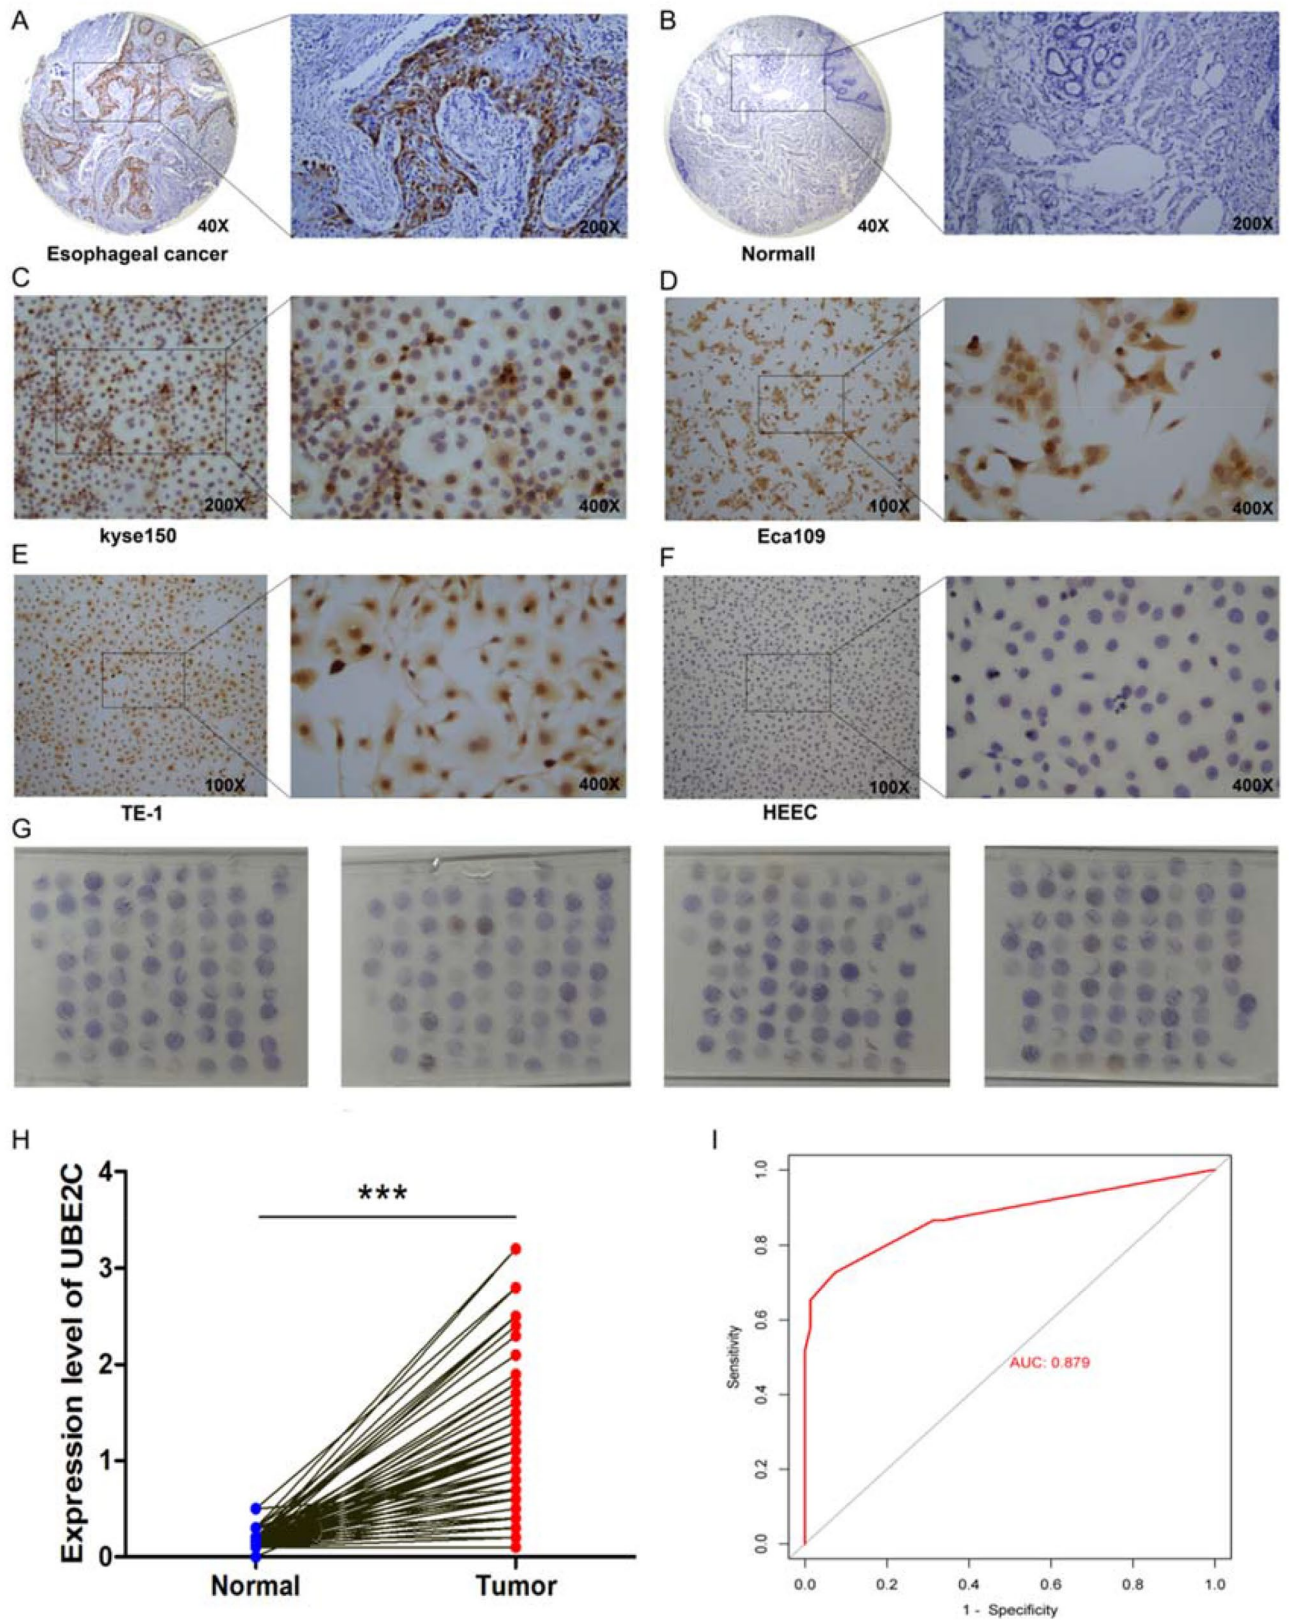 A
B
40X
200X
40X
200X
Esophageal cancer
Normall
C
D
200X
400X
100X
400X
kyse150
Eca109
E
F
100X
400X
100X
400X
TE-1
HEEC
G
H
I
Expression level of UBE2C
4
3
2
1
0
***
Normal
Tumor
Sensitivity
1.0
0.8
0.6
0.4
0.2
0.0
AUC: 0.879
0.0 0.2 0.4 0.6 0.8 1.0
1 - Specificity